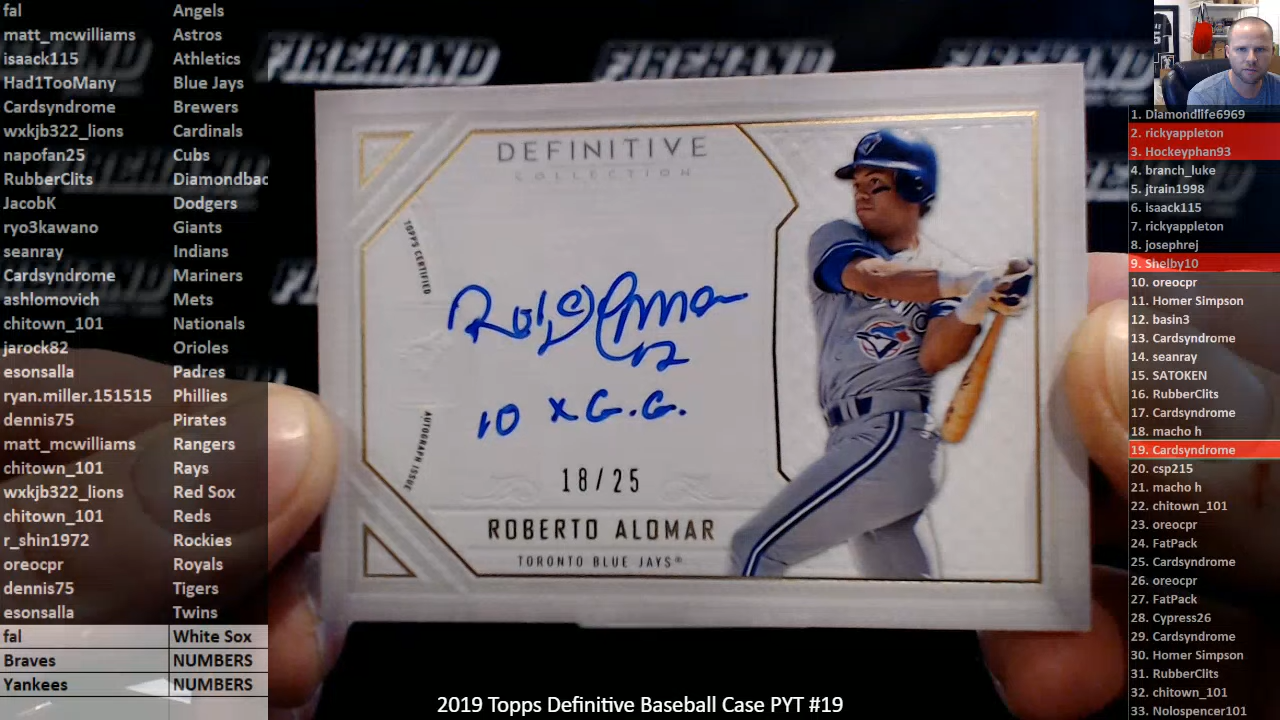 fal Angels
matt_mcwilliams Astros
isaack115 Athletics
Had1TooMany Blue Jays
Cardsyndrome Brewers
wxkjb322_lions Cardinals
napofan25 Cubs
RubberClits Diamondbac
JacobK Dodgers
ryo3kawano Giants
seanray Indians
Cardsyndrome Mariners
ashlomovich Mets
chitown_101 Nationals
jarock82 Orioles
esonsalla Padres
ryan.miller.151515 Phillies
dennis75 Pirates
matt_mcwilliams Rangers
chitown_101 Rays
wxkjb322_lions Red Sox
chitown_101 Reds
r_shin1972 Rockies
oreocpr Royals
dennis75 Tigers
esonsalla Twins
fal White Sox
Braves NUMBERS
Yankees NUMBERS
FIREHAND FIREHAND FIREHAND
DEFINITIVE
COLLECTION
TOPPS CERTIFIED
AUTOGRAPH ISSUE
12
10 x G.G.
18/25
ROBERTO ALOMAR
TORONTO BLUE JAYS®
2019 Topps Definitive Baseball Case PYT #19
1. Diamondlife6969
2. rickyappleton
3. Hockeyphan93
4. branch_luke
5. jtrain1998
6. isaack115
7. rickyappleton
8. josephrej
9. Shelby10
10. oreocpr
11. Homer Simpson
12. basin3
13. Cardsyndrome
14. seanray
15. SATOKEN
16. RubberClits
17. Cardsyndrome
18. macho h
19. Cardsyndrome
20. csp215
21. macho h
22. chitown_101
23. oreocpr
24. FatPack
25. Cardsyndrome
26. oreocpr
27. FatPack
28. Cypress26
29. Cardsyndrome
30. Homer Simpson
31. RubberClits
32. chitown_101
33. Nolospencer101